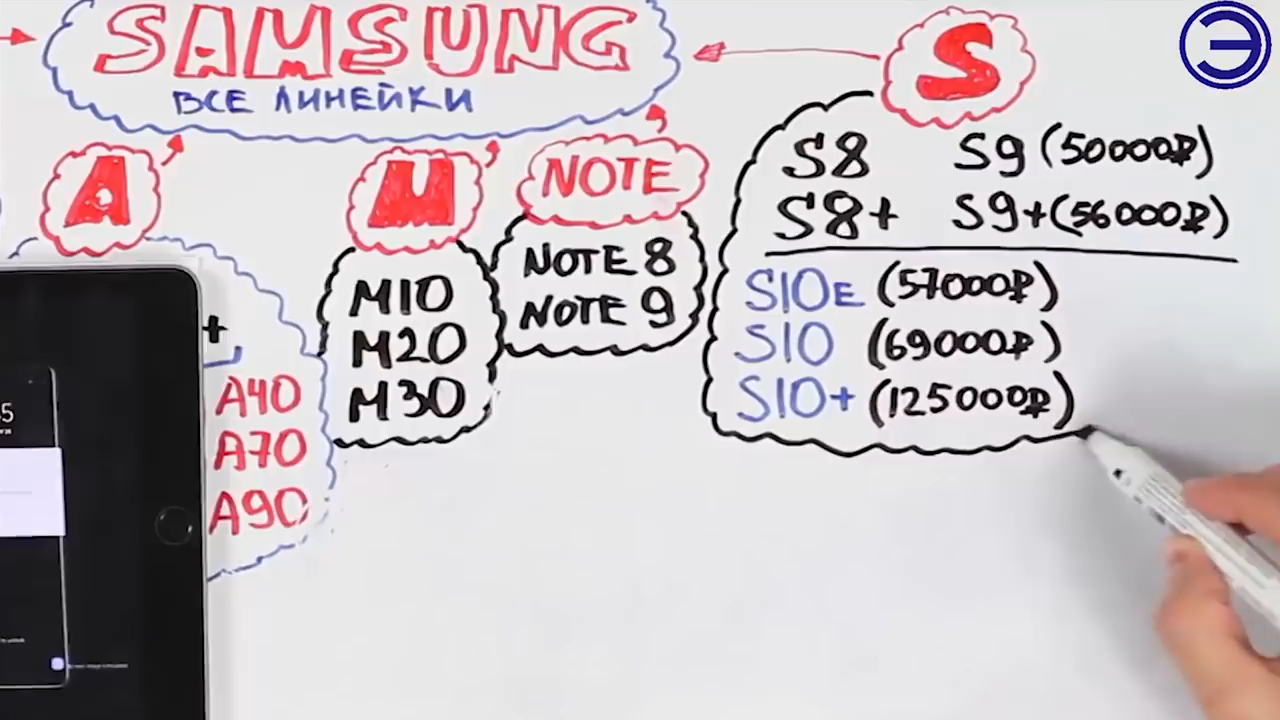 SAMSUNG
ВСЕ ЛИНЕЙКИ
S
Э
A
M
NOTE
S8 S9 (50000₽)
S8+ S9+ (56000₽)
S10E (57000₽)
S10 (69000₽)
S10+ (125000₽)
NOTE 8
NOTE 9
M10
M20
M30
+
A40
A70
A90